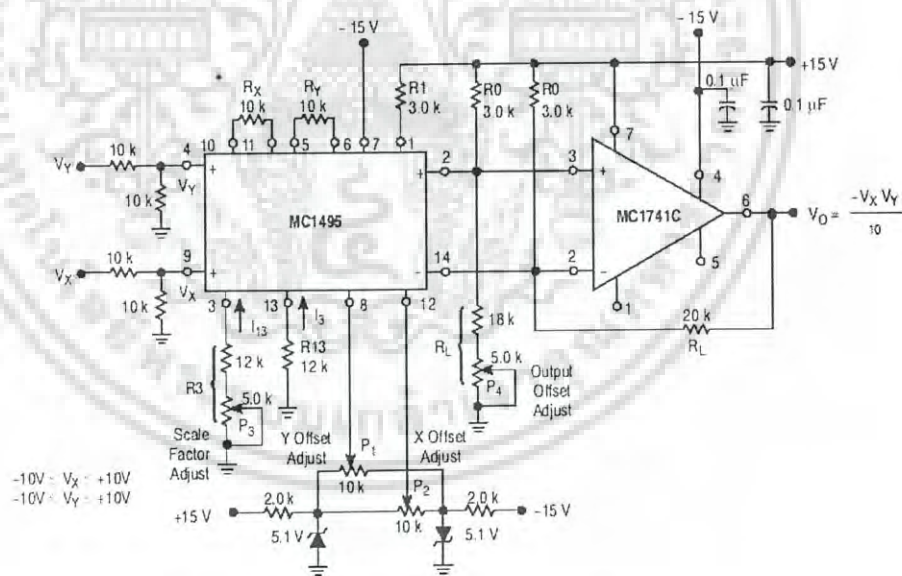 - 15 V
- 15 V
+15 V
R1
3.0 k
R0
3.0 k
R0
3.0 k
0.1 µF
0.1 µF
RX
10 k
RY
10 k
10 11 5 6 7 1
VY 10 k 4 + VY
10 k
MC1495
VX 10 k 9 + VX
10 k
2 +
14 -
3 +
2 -
7
4
MC1741C
6
5
1
VO = -VX VY / 10
20 k
RL
3 I13 13 I3 8 12
R3
12 k
5.0 k
P3
Scale
Factor
Adjust
R13
12 k
Y Offset
Adjust
P1
10 k
X Offset
Adjust
P2
10 k
18 k
RL
5.0 k
P4
Output
Offset
Adjust
-10V VX +10V
-10V VY +10V
+15 V
2.0 k
5.1 V
2.0 k
-15 V
5.1 V